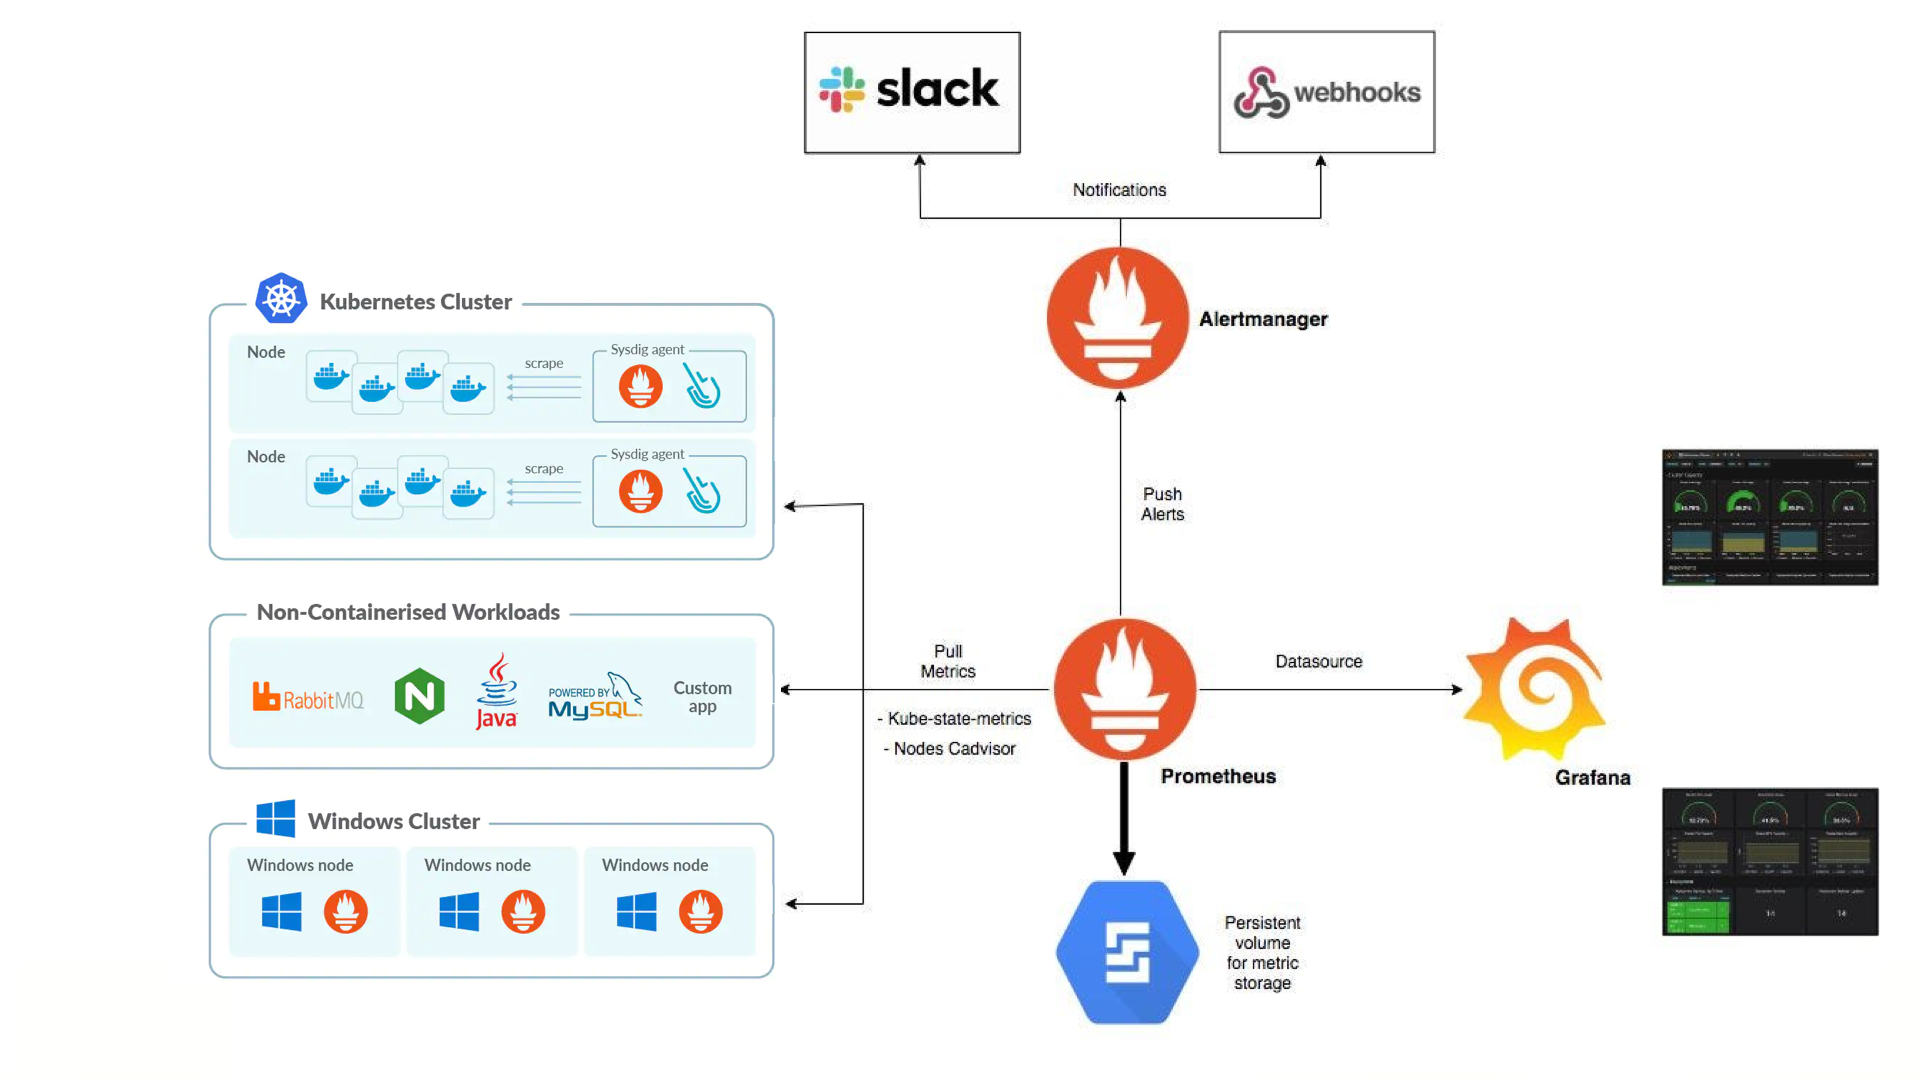 slack
webhooks
Notifications
Alertmanager
Push
Alerts
Kubernetes Cluster
Node
scrape
Sysdig agent
Node
scrape
Sysdig agent
Non-Containerised Workloads
RabbitMQ
N
Java
POWERED BY
MySQL
Custom
app
Windows Cluster
Windows node
Windows node
Windows node
Pull
Metrics
- Kube-state-metrics
- Nodes Cadvisor
Prometheus
Datasource
Grafana
Persistent
volume
for metric
storage